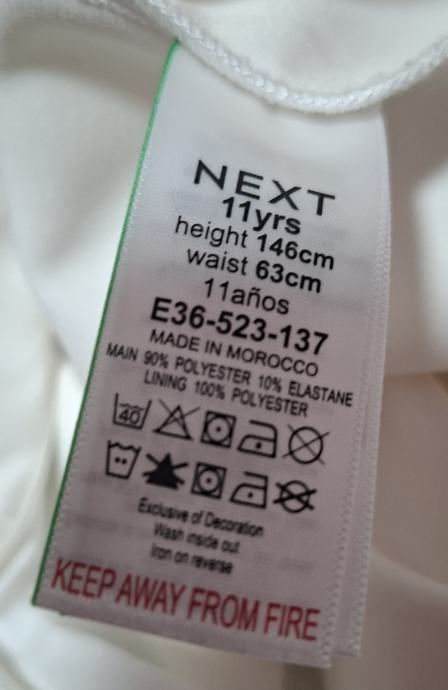 NEXT
11yrs
height 146cm
waist 63cm
11años
E36-523-137
MADE IN MOROCCO
MAIN 90% POLYESTER 10% ELASTANE
LINING 100% POLYESTER
40
Exclusive of Decoration
Wash inside out
Iron on reverse
KEEP AWAY FROM FIRE